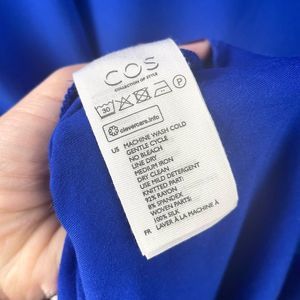 COS
COLLECTION OF STYLE
30
P
clevercare.info
US MACHINE WASH COLD
GENTLE CYCLE
NO BLEACH
LINE DRY
MEDIUM IRON
DRY CLEAN
USE MILD DETERGENT
KNITTED PART:
92% RAYON
8% SPANDEX
WOVEN PARTS:
100% SILK
FR LAVER À LA MACHINE À